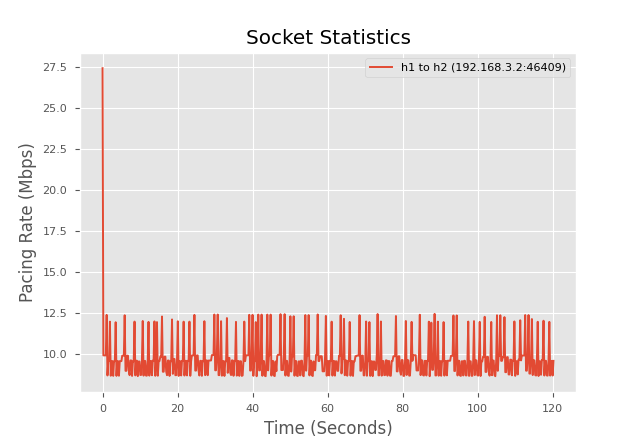 Socket Statistics
h1 to h2 (192.168.3.2:46409)
27.5
25.0
22.5
20.0
17.5
15.0
12.5
10.0
Pacing Rate (Mbps)
0 20 40 60 80 100 120
Time (Seconds)